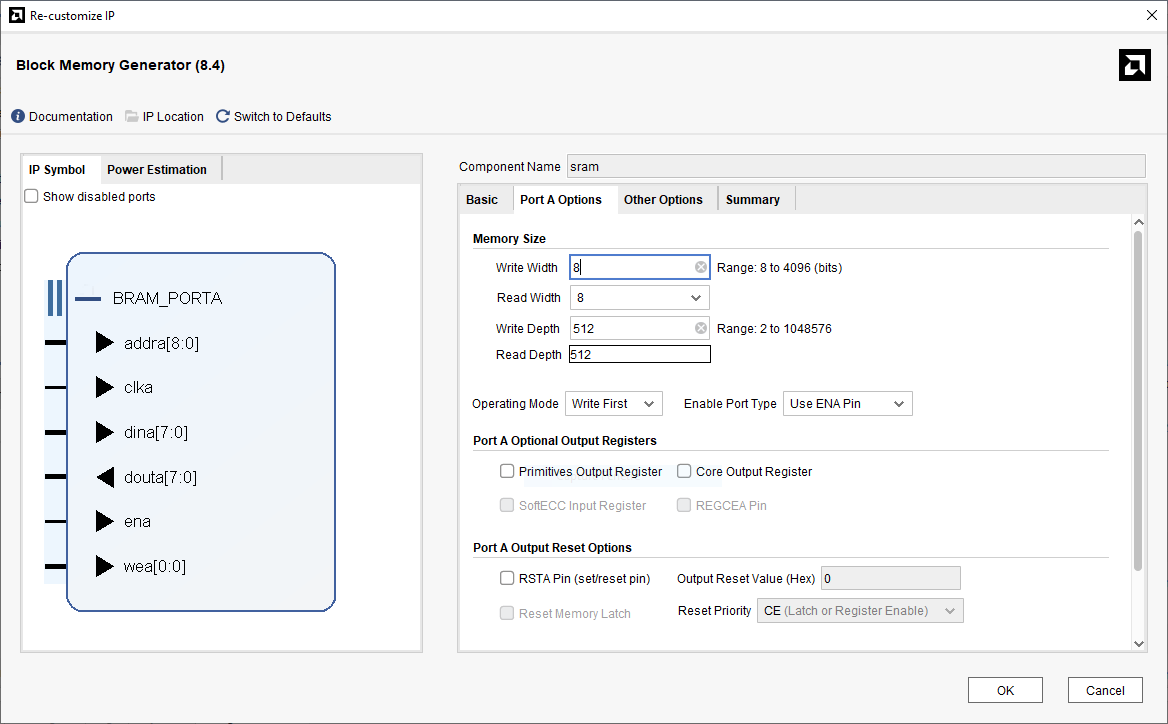 Re-customize IP
Block Memory Generator (8.4)
Documentation IP Location Switch to Defaults
IP Symbol Power Estimation
Show disabled ports
BRAM_PORTA
addra[8:0]
clka
dina[7:0]
douta[7:0]
ena
wea[0:0]
Component Name sram
Basic Port A Options Other Options Summary
Memory Size
Write Width 8 Range: 8 to 4096 (bits)
Read Width 8
Write Depth 512 Range: 2 to 1048576
Read Depth 512
Operating Mode Write First Enable Port Type Use ENA Pin
Port A Optional Output Registers
Primitives Output Register Core Output Register
SoftECC Input Register REGCEA Pin
Port A Output Reset Options
RSTA Pin (set/reset pin) Output Reset Value (Hex) 0
Reset Memory Latch Reset Priority CE (Latch or Register Enable)
OK Cancel